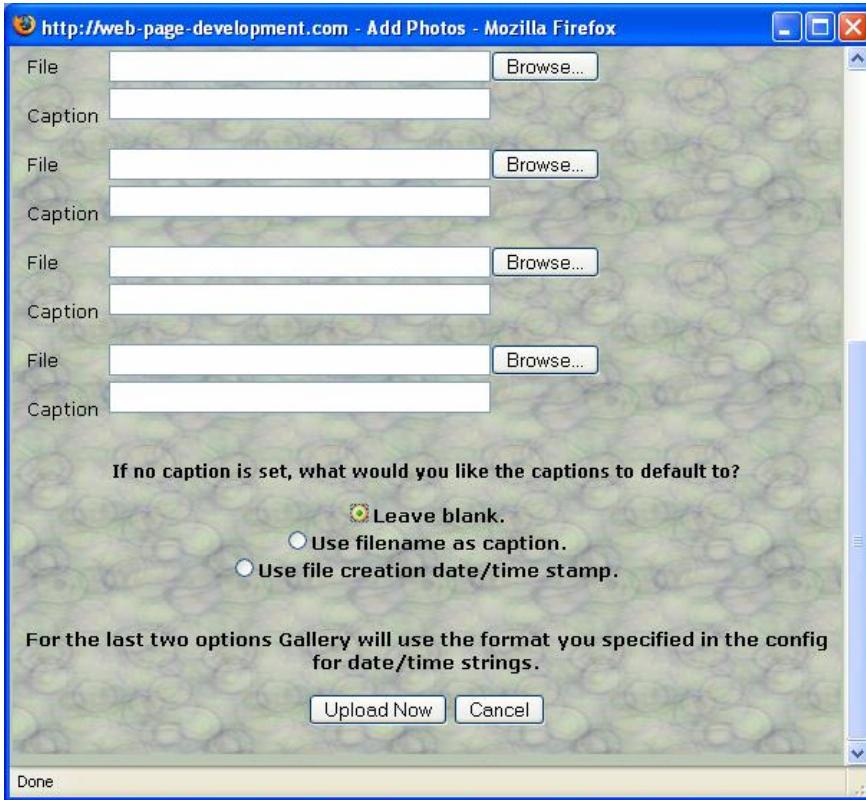 http://web-page-development.com - Add Photos - Mozilla Firefox
File Browse...
Caption
File Browse...
Caption
File Browse...
Caption
File Browse...
Caption
If no caption is set, what would you like the captions to default to?
Leave blank.
Use filename as caption.
Use file creation date/time stamp.
For the last two options Gallery will use the format you specified in the config
for date/time strings.
Upload Now Cancel
Done